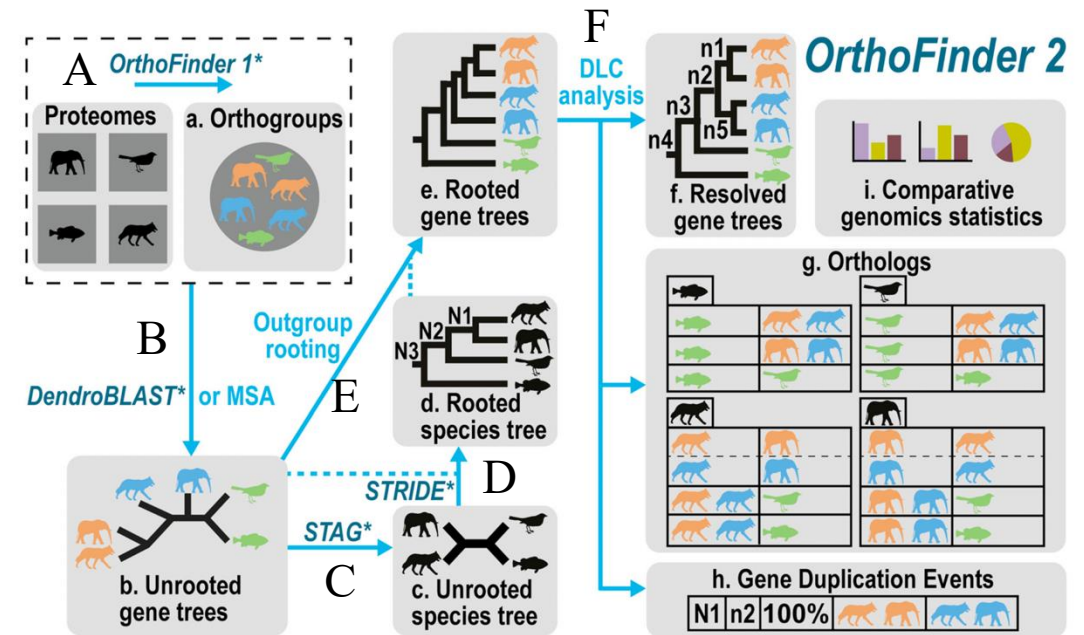 A
OrthoFinder 1*
Proteomes
a. Orthogroups
B
DendroBLAST* or MSA
b. Unrooted
gene trees
STAG*
C
c. Unrooted
species tree
STRIDE*
D
N1
N2
N3
d. Rooted
species tree
Outgroup
rooting
E
e. Rooted
gene trees
F
DLC
analysis
n1
n2
n3
n4
n5
f. Resolved
gene trees
OrthoFinder 2
i. Comparative
genomics statistics
g. Orthologs
h. Gene Duplication Events
N1 n2 100%